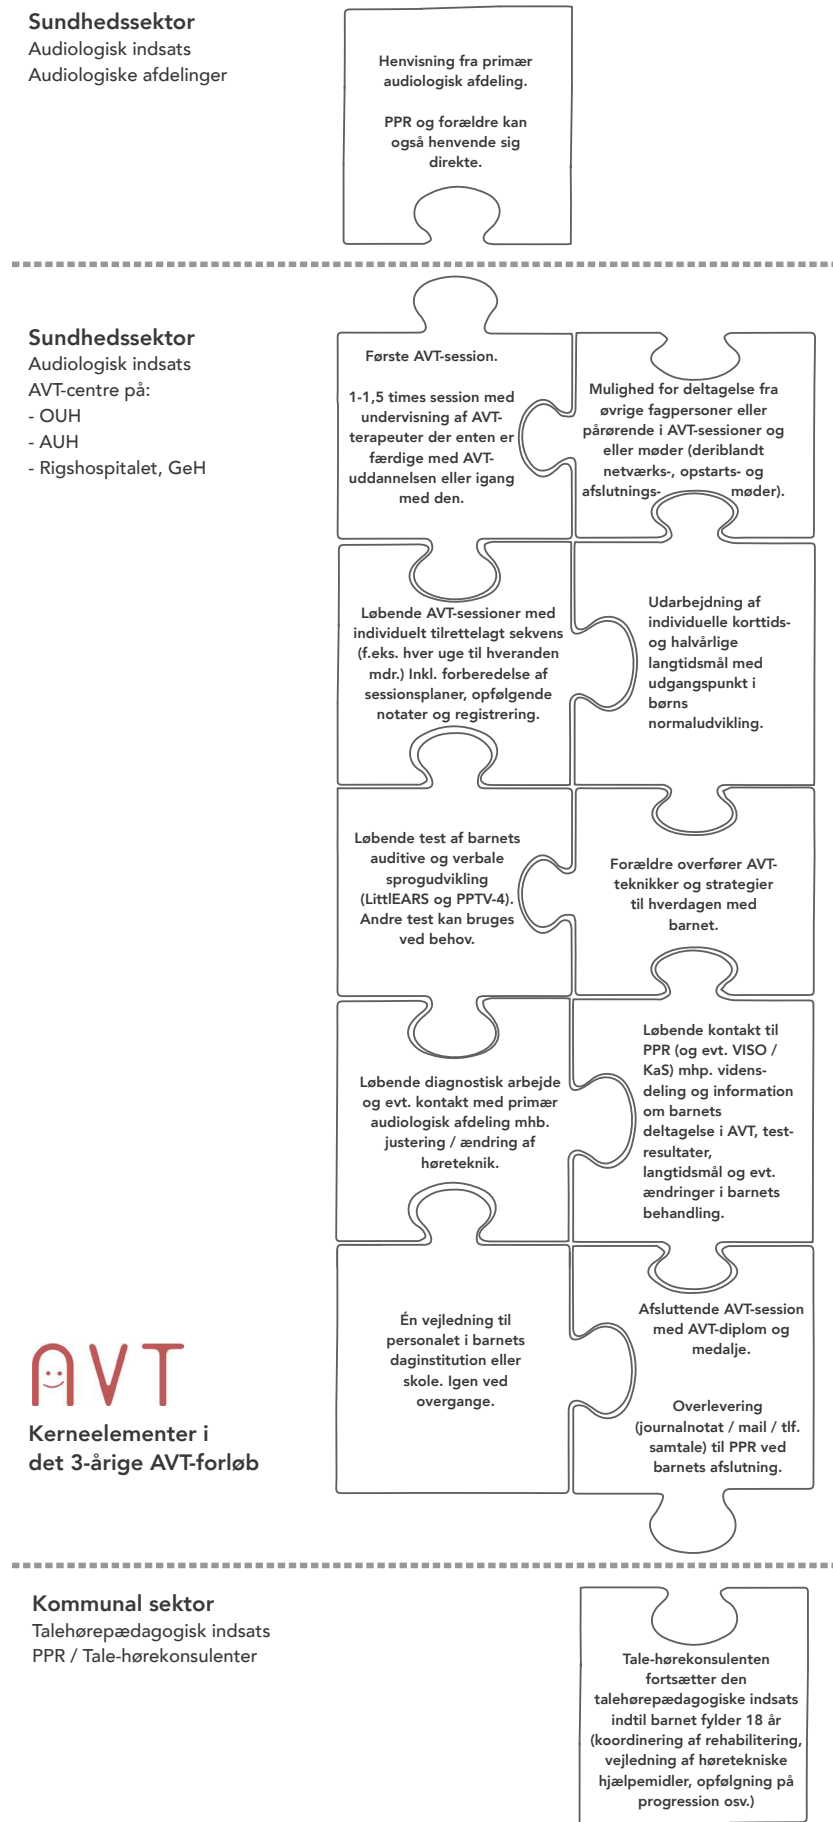 Sundhedssektor
Audiologisk indsats
Audiologiske afdelinger
Henvisning fra primær
audiologisk afdeling.
PPR og forældre kan
også henvende sig
direkte.
Sundhedssektor
Audiologisk indsats
AVT-centre på:
- OUH
- AUH
- Rigshospitalet, GeH
Første AVT-session.
1-1,5 times session med
undervisning af AVT-
terapeuter der enten er
færdige med AVT-
uddannelsen eller igang
med den.
Mulighed for deltagelse fra
øvrige fagpersoner eller
pårørende i AVT-sessioner og
eller møder (deriblandt
netværks-, opstarts- og
afslutnings- møder).
Løbende AVT-sessioner med
individuelt tilrettelagt sekvens
(f.eks. hver uge til hveranden
mdr.) Inkl. forberedelse af
sessionsplaner, opfølgende
notater og registrering.
Udarbejdning af
individuelle korttids-
og halvårlige
langtidsmål med
udgangspunkt i
børns
normaludvikling.
Løbende test af barnets
auditive og verbale
sprogudvikling
(LittlEARS og PPTV-4).
Andre test kan bruges
ved behov.
Forældre overfører AVT-
teknikker og strategier
til hverdagen med
barnet.
Løbende diagnostisk arbejde
og evt. kontakt med primær
audiologisk afdeling mhb.
justering / ændring af
høreteknik.
Løbende kontakt til
PPR (og evt. VISO /
KaS) mhp. videns-
deling og information
om barnets
deltagelse i AVT, test-
resultater,
langtidsmål og evt.
ændringer i barnets
behandling.
Én vejledning til
personalet i barnets
daginstitution eller
skole. Igen ved
overgange.
Afsluttende AVT-session
med AVT-diplom og
medalje.
Overlevering
(journalnotat / mail / tlf.
samtale) til PPR ved
barnets afslutning.
AVT
Kerneelementer i
det 3-årige AVT-forløb
Kommunal sektor
Talehørepædagogisk indsats
PPR / Tale-hørekonsulenter
Tale-hørekonsulenten
fortsætter den
talehørepædagogiske indsats
indtil barnet fylder 18 år
(koordinering af rehabilitering,
vejledning af høretekniske
hjælpemidler, opfølgning på
progression osv.)